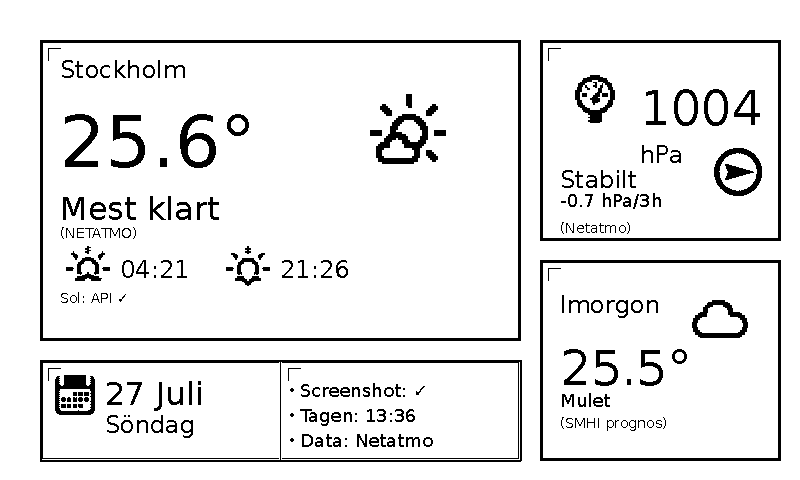 Stockholm
25.6°
Mest klart
(NETATMO)
04:21 21:26
Sol: API ✓
1004
hPa
Stabilt
-0.7 hPa/3h
(Netatmo)
Imorgon
25.5°
Mulet
(SMHI prognos)
27 Juli
Söndag
• Screenshot: ✓
• Tagen: 13:36
• Data: Netatmo